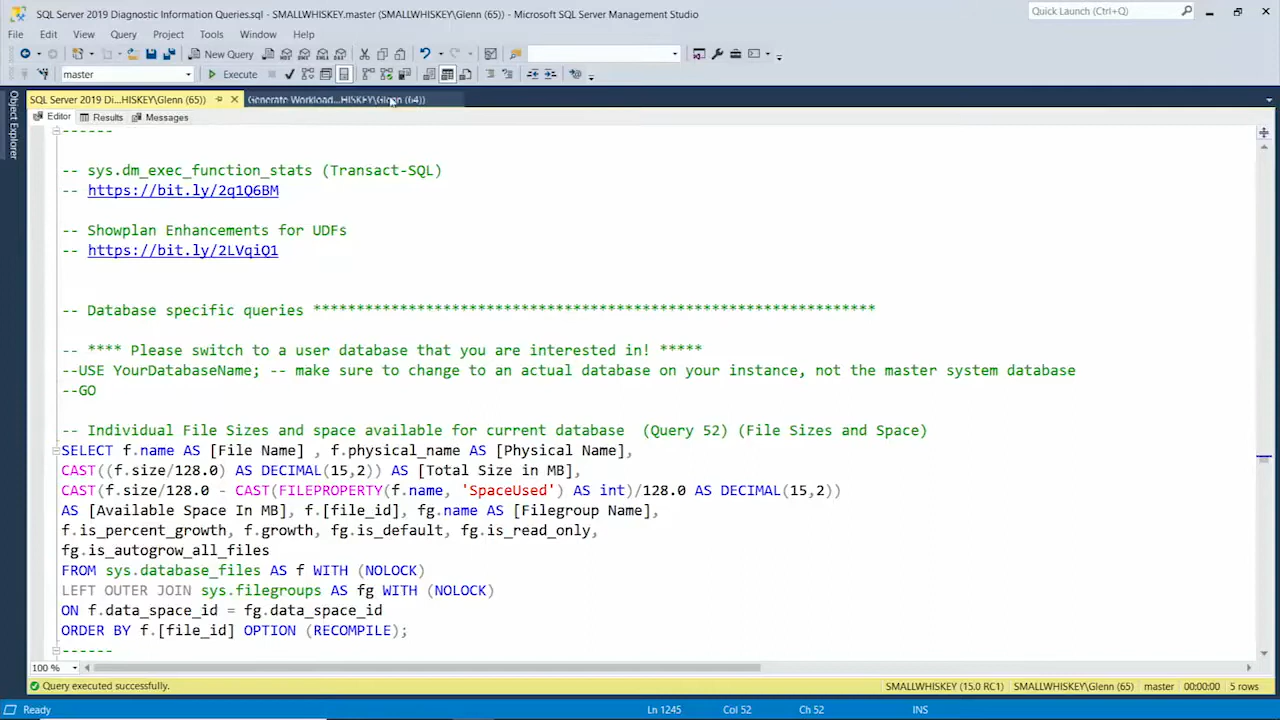 SQL Server 2019 Diagnostic Information Queries.sql - SMALLWHISKEY.master (SMALLWHISKEY\Glenn (65)) - Microsoft SQL Server Management Studio
Quick Launch (Ctrl+Q)
File Edit View Query Project Tools Window Help
New Query
master
Execute
SQL Server 2019 Di...HISKEY\Glenn (65))
Generate Workload...HISKEY\Glenn (64))
Object Explorer
Editor Results Messages
------
-- sys.dm_exec_function_stats (Transact-SQL)
-- https://bit.ly/2q1Q6BM
-- Showplan Enhancements for UDFs
-- https://bit.ly/2LVqiQ1
-- Database specific queries *****************************************************************
-- **** Please switch to a user database that you are interested in! *****
--USE YourDatabaseName; -- make sure to change to an actual database on your instance, not the master system database
--GO
-- Individual File Sizes and space available for current database  (Query 52) (File Sizes and Space)
SELECT f.name AS [File Name] , f.physical_name AS [Physical Name],
CAST((f.size/128.0) AS DECIMAL(15,2)) AS [Total Size in MB],
CAST(f.size/128.0 - CAST(FILEPROPERTY(f.name, 'SpaceUsed') AS int)/128.0 AS DECIMAL(15,2))
AS [Available Space In MB], f.[file_id], fg.name AS [Filegroup Name],
f.is_percent_growth, f.growth, fg.is_default, fg.is_read_only,
fg.is_autogrow_all_files
FROM sys.database_files AS f WITH (NOLOCK)
LEFT OUTER JOIN sys.filegroups AS fg WITH (NOLOCK)
ON f.data_space_id = fg.data_space_id
ORDER BY f.[file_id] OPTION (RECOMPILE);
------
100 %
Query executed successfully.
SMALLWHISKEY (15.0 RC1) SMALLWHISKEY\Glenn (65) master 00:00:00 5 rows
Ready
Ln 1245 Col 52 Ch 52 INS